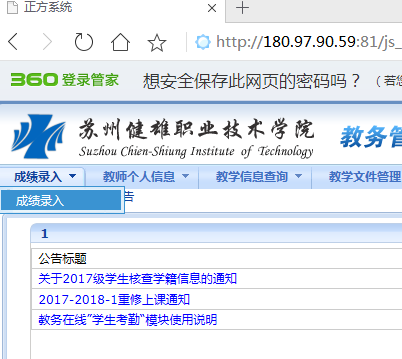 正方系统
http://180.97.90.59:81/js_
360 登录管家 想安全保存此网页的密码吗？（若您
苏州健雄职业技术学院 教务管
Suzhou Chien-Shiung Institute of Technology
成绩录入 教师个人信息 教学信息查询 教学文件管理
成绩录入 告
1
公告标题
关于2017级学生核查学籍信息的通知
2017-2018-1重修上课通知
教务在线"学生考勤"模块使用说明